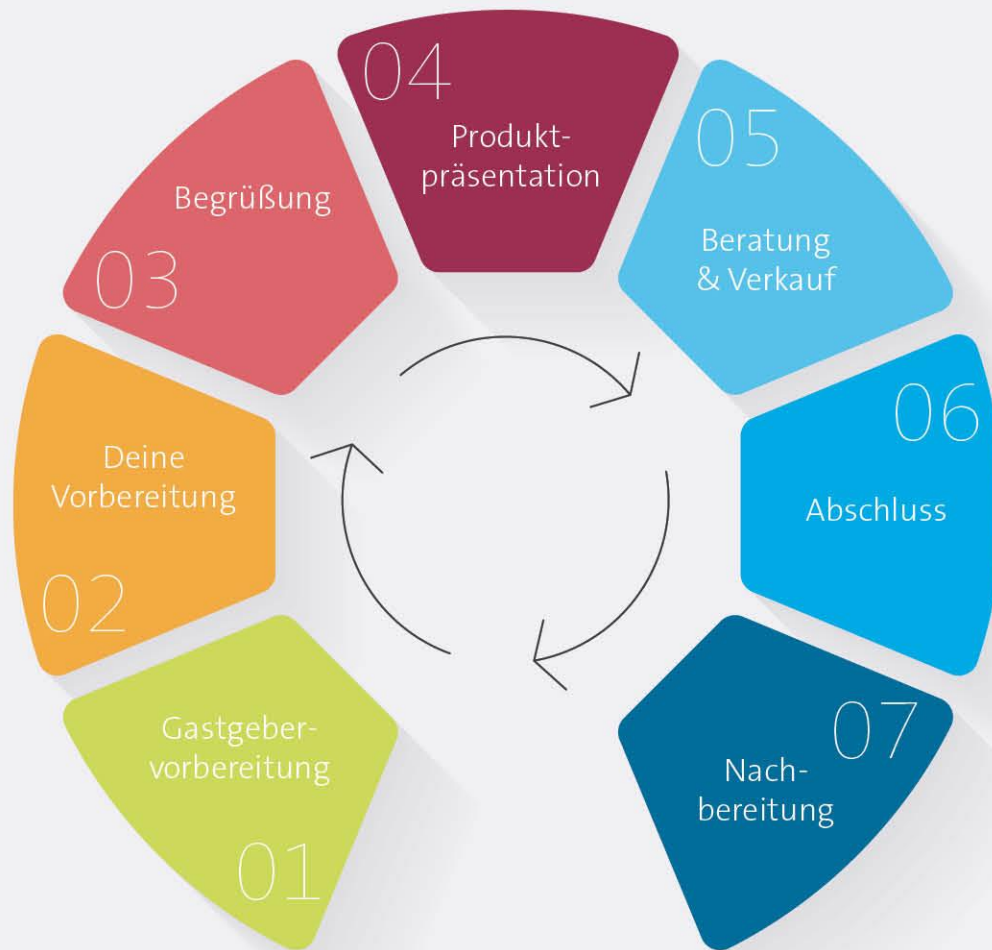 01
Gastgeber-
vorbereitung
02
Deine
Vorbereitung
03
Begrüßung
04
Produkt-
präsentation
05
Beratung
& Verkauf
06
Abschluss
07
Nach-
bereitung